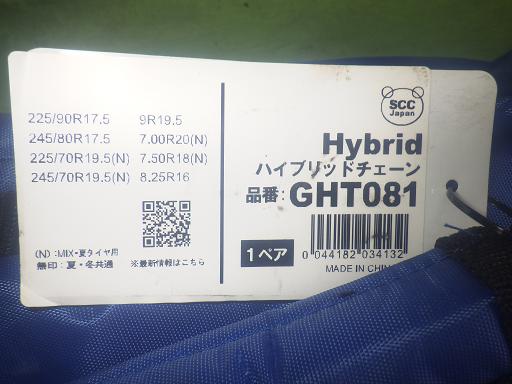 225/90R17.5 9R19.5
245/80R17.5 7.00R20(N)
225/70R19.5(N) 7.50R18(N)
245/70R19.5(N) 8.25R16
(N):MIX・夏タイヤ用
無印:夏・冬共通
※最新情報はこちら
SCC
Japan
Hybrid
ハイブリッドチェーン
品番:GHT081
1ペア
0 044182 034132
MADE IN CHIN